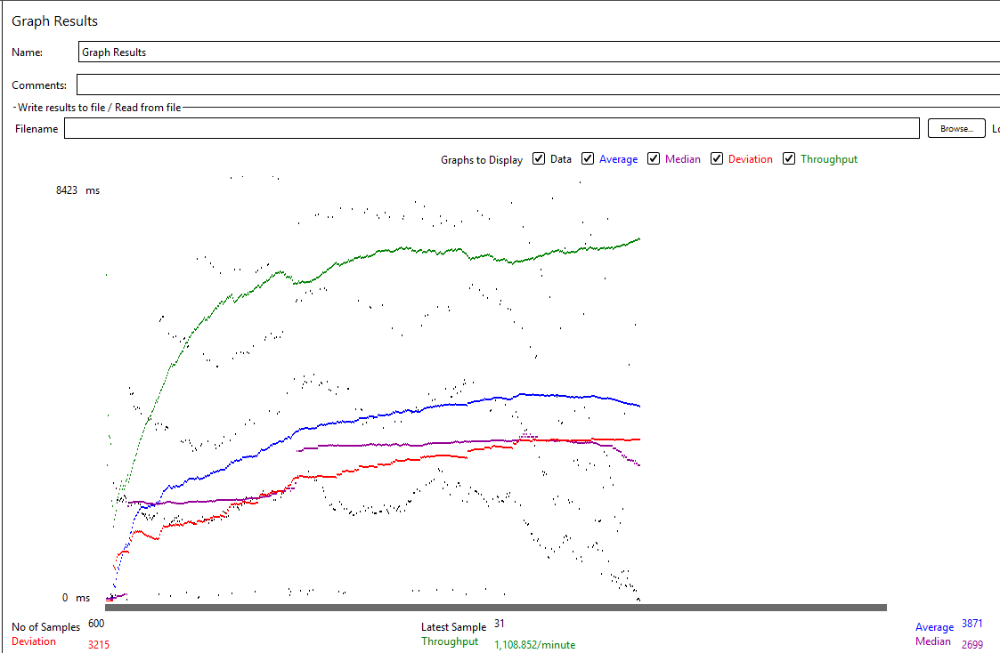 Graph Results
Name: Graph Results
Comments:
Write results to file / Read from file
Filename Browse...
Graphs to Display Data Average Median Deviation Throughput
8423 ms
0 ms
No of Samples 600 Latest Sample 31 Average 3871
Deviation 3215 Throughput 1,108.852/minute Median 2699